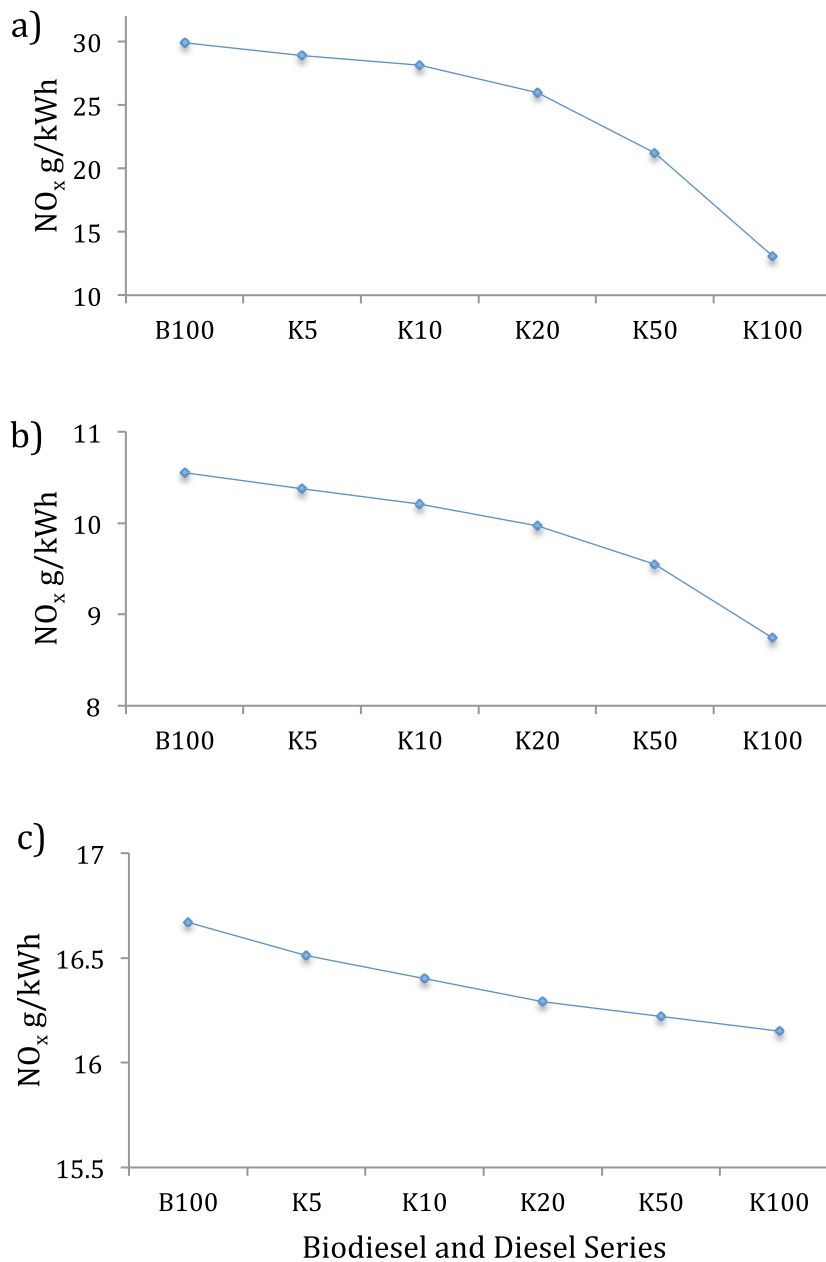 a)
NOx g/kWh
30
25
20
15
10
B100 K5 K10 K20 K50 K100
b)
NOx g/kWh
11
10
9
8
B100 K5 K10 K20 K50 K100
c)
NOx g/kWh
17
16.5
16
15.5
B100 K5 K10 K20 K50 K100
Biodiesel and Diesel Series